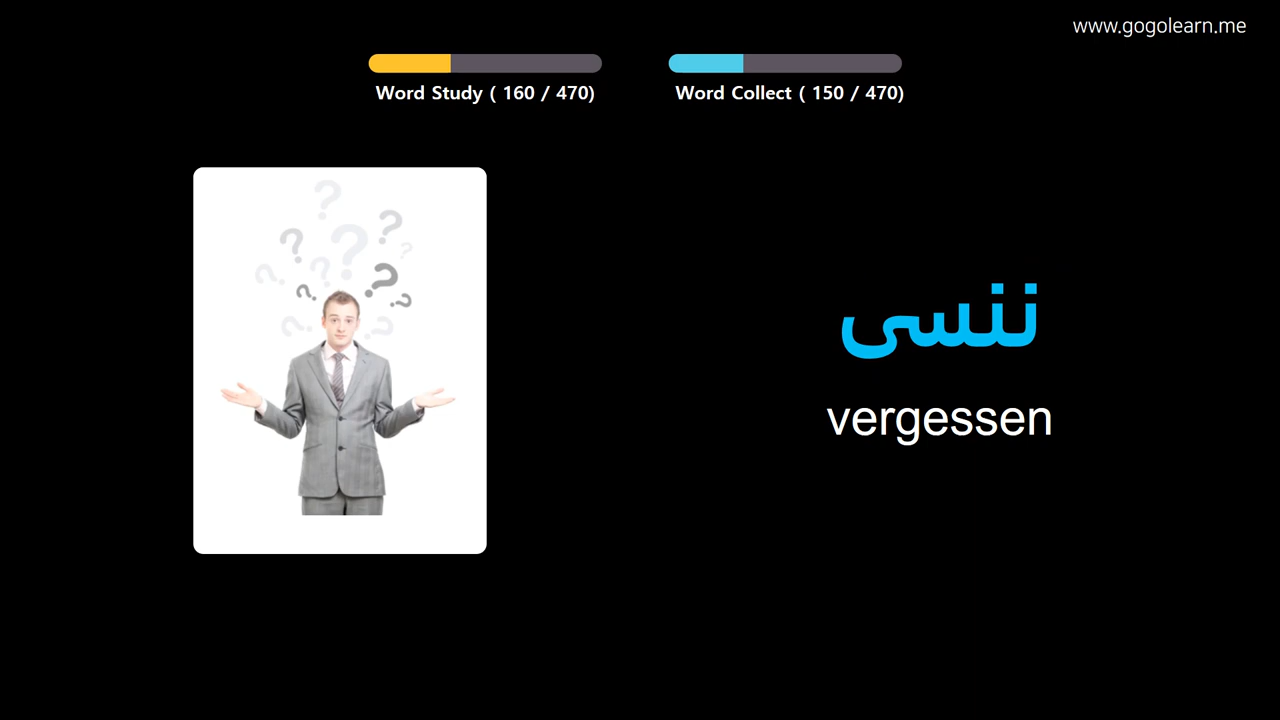 www.gogolearn.me
Word Study ( 160 / 470)
Word Collect ( 150 / 470)
ننسى
vergessen